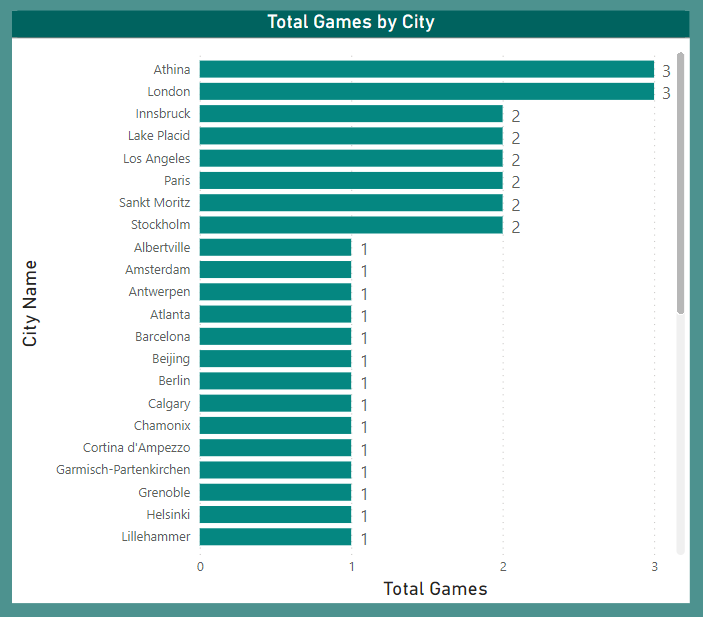 Total Games by City
Athina 3
London 3
Innsbruck 2
Lake Placid 2
Los Angeles 2
Paris 2
Sankt Moritz 2
Stockholm 2
Albertville 1
Amsterdam 1
Antwerpen 1
Atlanta 1
Barcelona 1
Beijing 1
Berlin 1
Calgary 1
Chamonix 1
Cortina d'Ampezzo 1
Garmisch-Partenkirchen 1
Grenoble 1
Helsinki 1
Lillehammer 1
City Name
0 1 2 3
Total Games